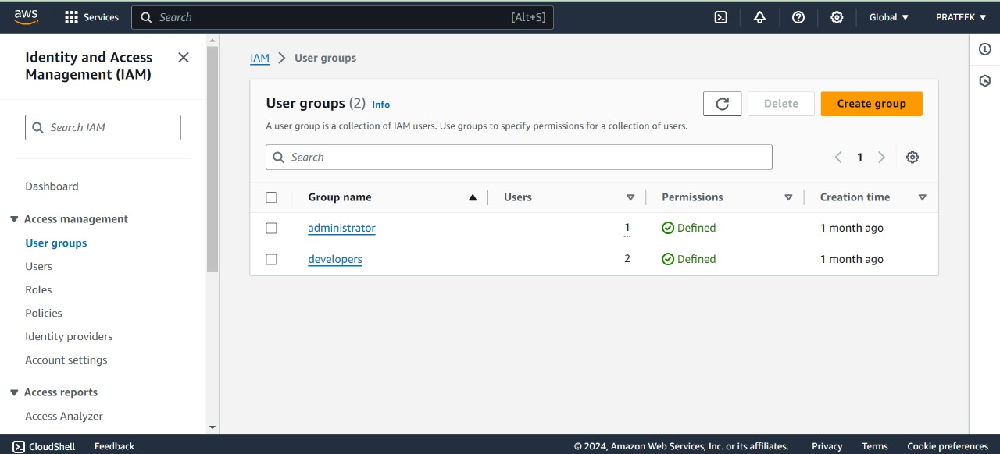 aws Services Search [Alt+S] Global PRATEEK
Identity and Access
Management (IAM)
Search IAM
Dashboard
Access management
User groups
Users
Roles
Policies
Identity providers
Account settings
Access reports
Access Analyzer
IAM User groups
User groups (2) Info
Delete
Create group
A user group is a collection of IAM users. Use groups to specify permissions for a collection of users.
Search
1
Group name Users Permissions Creation time
administrator 1 Defined 1 month ago
developers 2 Defined 1 month ago
CloudShell Feedback © 2024, Amazon Web Services, Inc. or its affiliates. Privacy Terms Cookie preferences